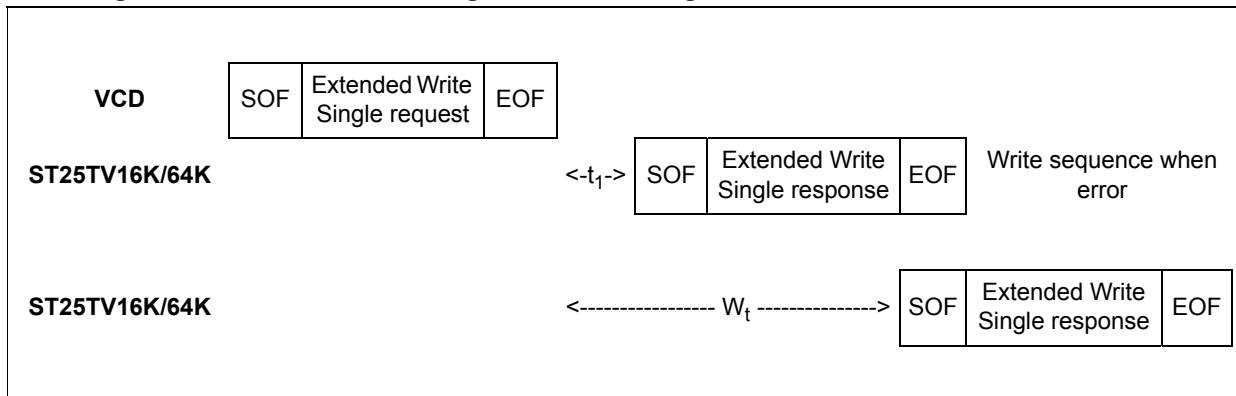 VCD SOF Extended Write Single request EOF
ST25TV16K/64K <-t1-> SOF Extended Write Single response EOF Write sequence when error
ST25TV16K/64K <----------------- Wt ---------------> SOF Extended Write Single response EOF